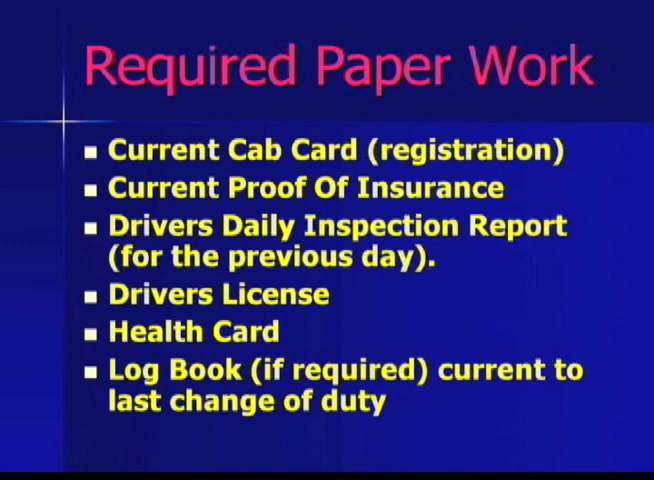 Required Paper Work
Current Cab Card (registration)
Current Proof Of Insurance
Drivers Daily Inspection Report
(for the previous day).
Drivers License
Health Card
Log Book (if required) current to
last change of duty